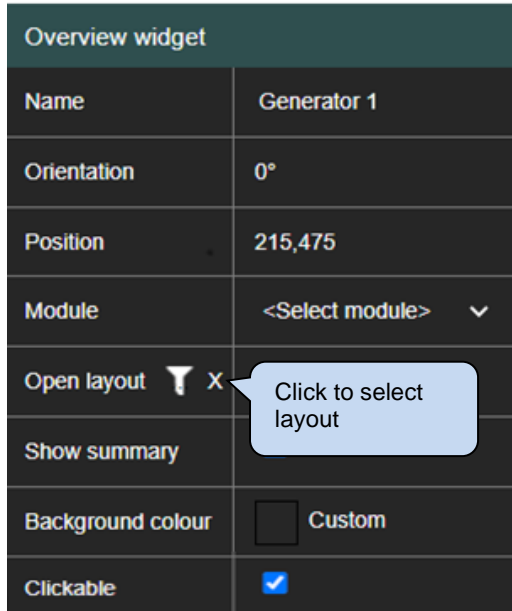 Overview widget
Name Generator 1
Orientation 0°
Position 215,475
Module <Select module>
Open layout X
Click to select
layout
Show summary
Background colour Custom
Clickable